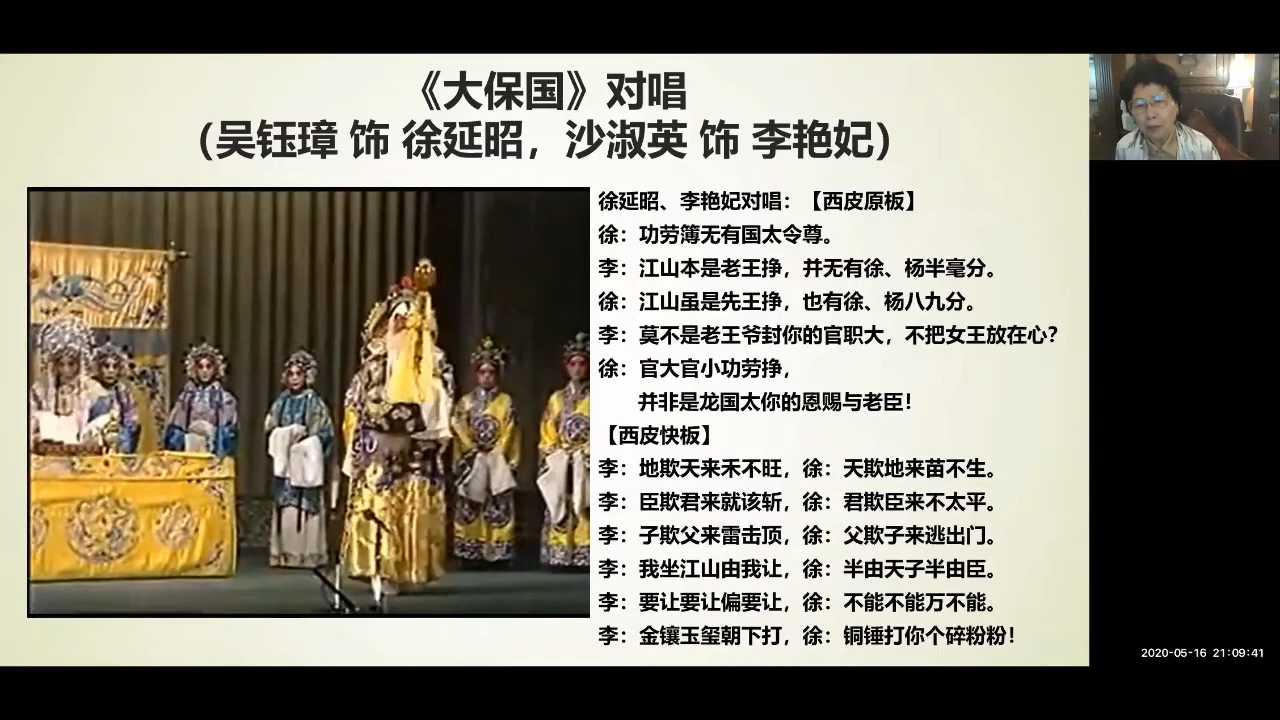 《大保国》对唱
（吴钰璋 饰 徐延昭，沙淑英 饰 李艳妃）
徐延昭、李艳妃对唱：【西皮原板】
徐：功劳簿无有国太令尊。
李：江山本是老王挣，并无有徐、杨半毫分。
徐：江山虽是先王挣，也有徐、杨八九分。
李：莫不是老王爷封你的官职大，不把女王放在心？
徐：官大官小功劳挣，
并非是龙国太你的恩赐与老臣！
【西皮快板】
李：地欺天来禾不旺，徐：天欺地来苗不生。
李：臣欺君来就该斩，徐：君欺臣来不太平。
李：子欺父来雷击顶，徐：父欺子来逃出门。
李：我坐江山由我让，徐：半由天子半由臣。
李：要让要让偏要让，徐：不能不能万不能。
李：金镶玉玺朝下打，徐：铜锤打你个碎粉粉！
2020-05-16 21:09:41